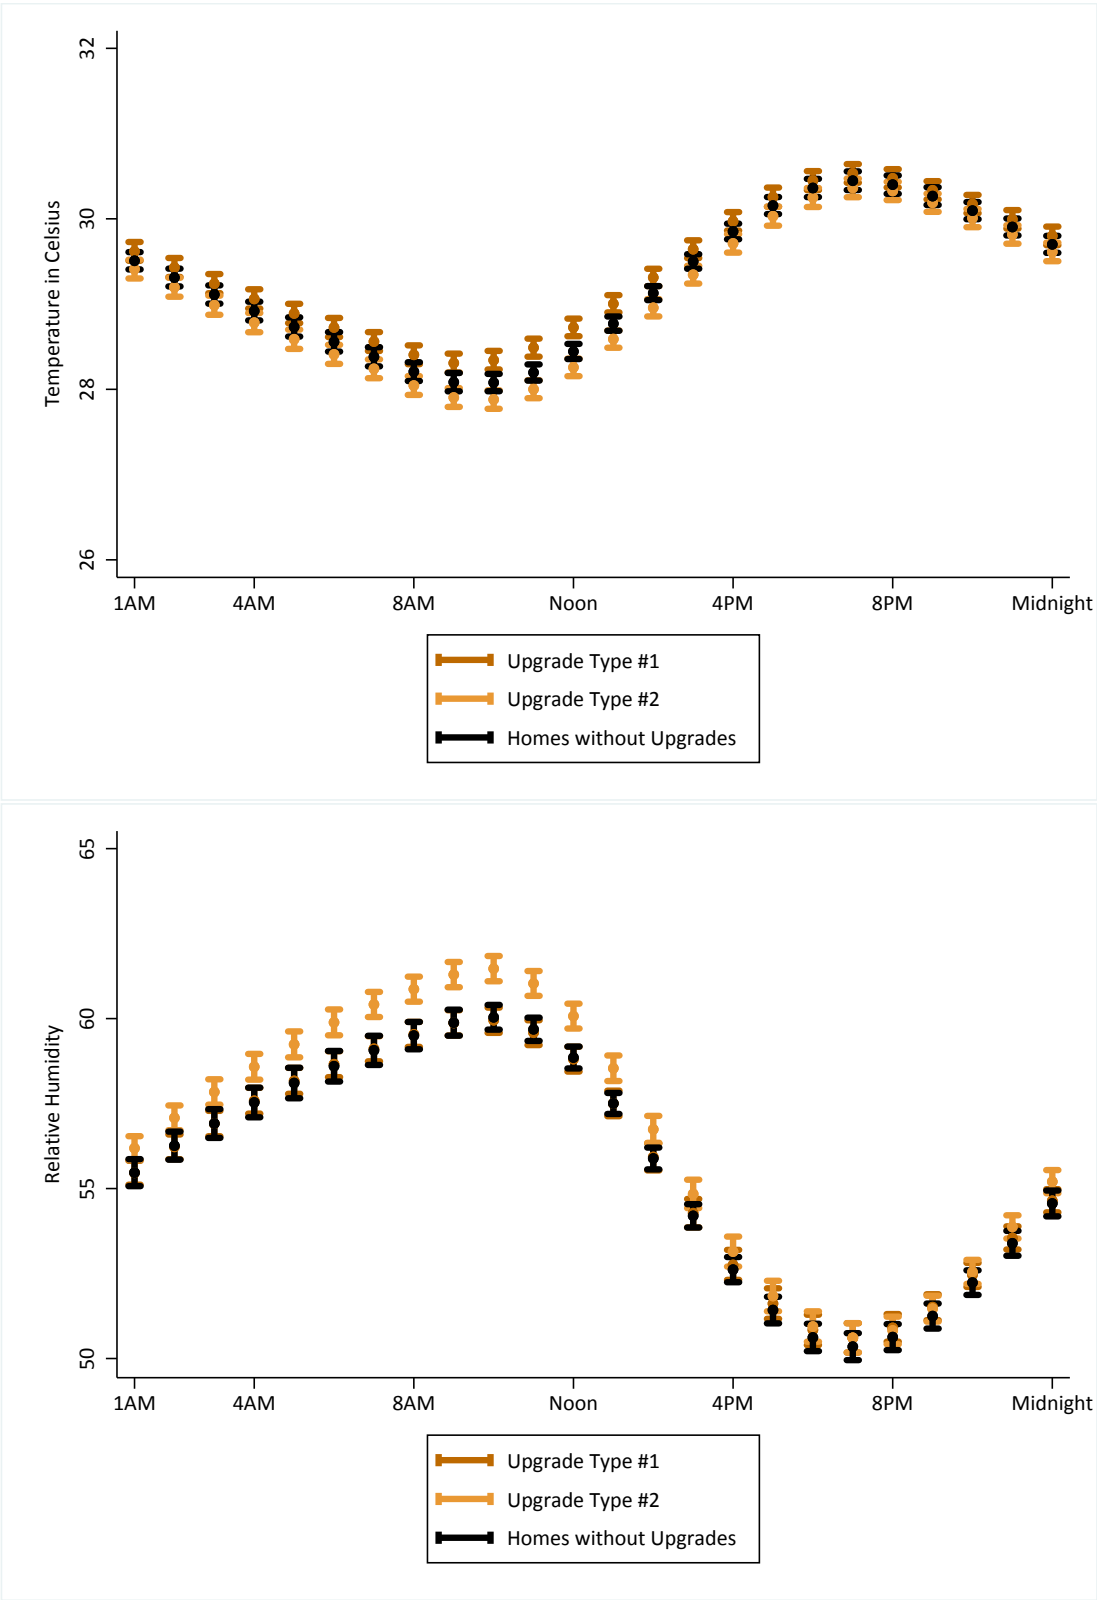 Temperature in Celsius
32
30
28
26
1AM 4AM 8AM Noon 4PM 8PM Midnight
Upgrade Type #1
Upgrade Type #2
Homes without Upgrades
Relative Humidity
65
60
55
50
1AM 4AM 8AM Noon 4PM 8PM Midnight
Upgrade Type #1
Upgrade Type #2
Homes without Upgrades